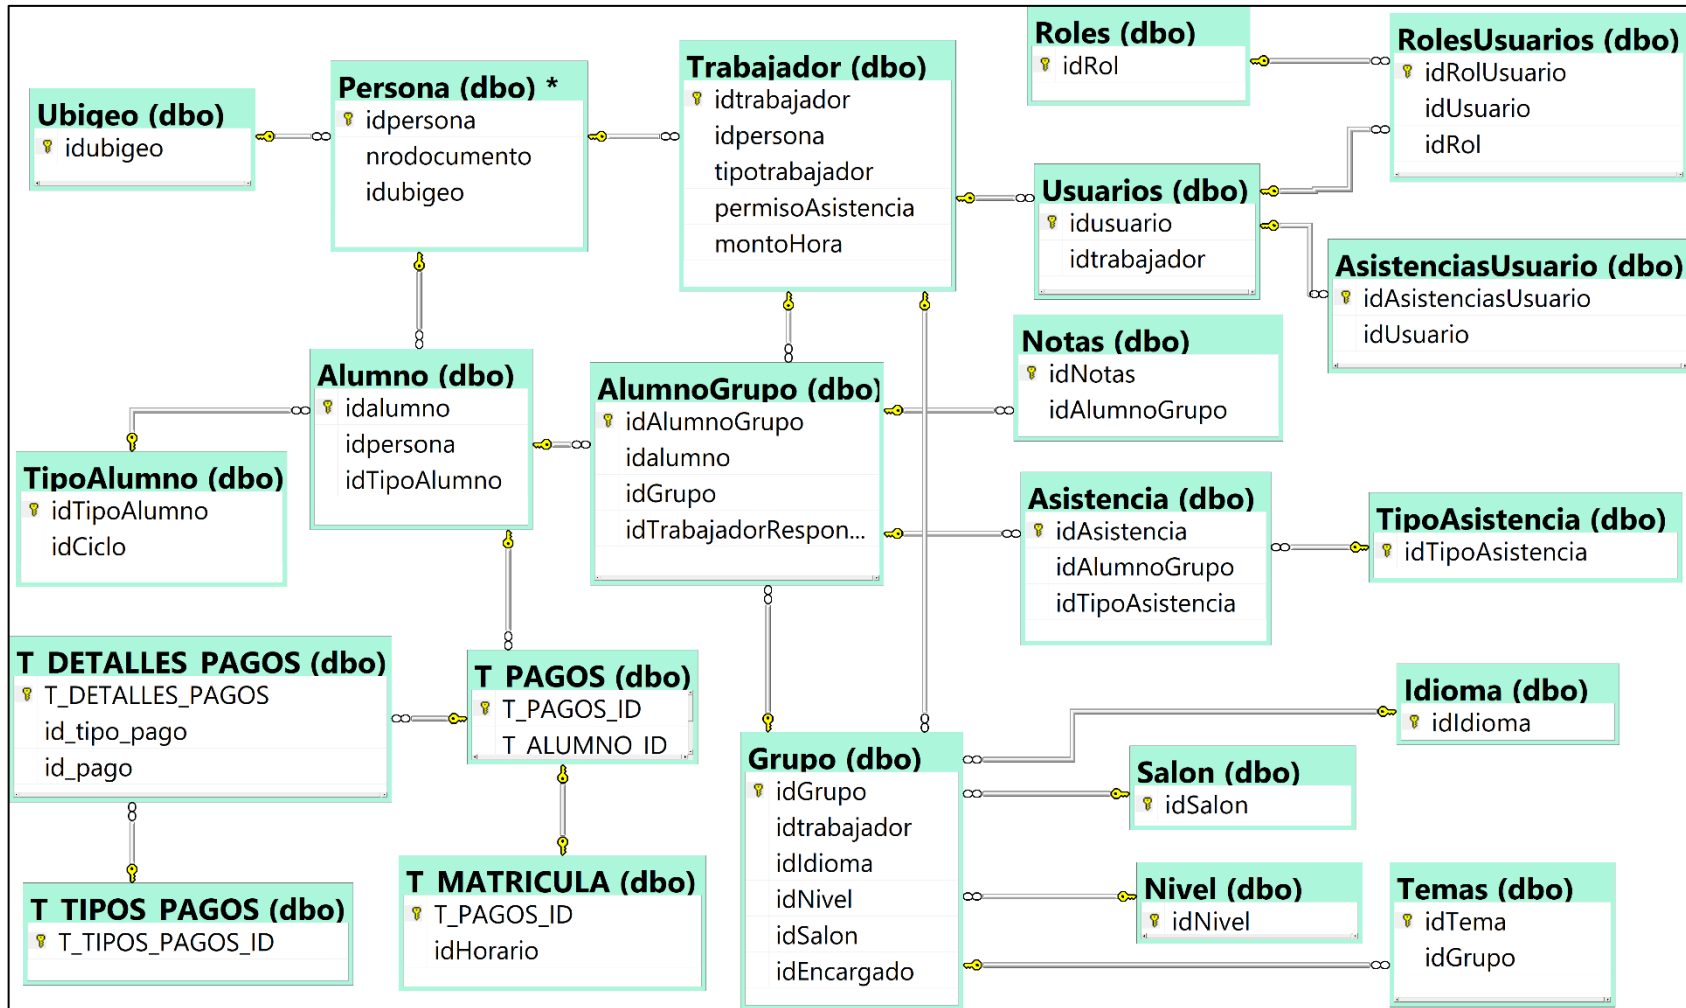 Ubigeo (dbo)
idubigeo
Persona (dbo) *
idpersona
nrodocumento
idubigeo
Trabajador (dbo)
idtrabajador
idpersona
tipotrabajador
permisoAsistencia
montoHora
Roles (dbo)
idRol
RolesUsuarios (dbo)
idRolUsuario
idUsuario
idRol
Usuarios (dbo)
idusuario
idtrabajador
AsistenciasUsuario (dbo)
idAsistenciasUsuario
idUsuario
Alumno (dbo)
idalumno
idpersona
idTipoAlumno
AlumnoGrupo (dbo)
idAlumnoGrupo
idalumno
idGrupo
idTrabajadorRespon...
Notas (dbo)
idNotas
idAlumnoGrupo
TipoAlumno (dbo)
idTipoAlumno
idCiclo
Asistencia (dbo)
idAsistencia
idAlumnoGrupo
idTipoAsistencia
TipoAsistencia (dbo)
idTipoAsistencia
T_DETALLES_PAGOS (dbo)
T_DETALLES_PAGOS
id_tipo_pago
id_pago
T_PAGOS (dbo)
T_PAGOS_ID
T_ALUMNO_ID
Grupo (dbo)
idGrupo
idtrabajador
idIdioma
idNivel
idSalon
idEncargado
Idioma (dbo)
idIdioma
Salon (dbo)
idSalon
T_TIPOS_PAGOS (dbo)
T_TIPOS_PAGOS_ID
T_MATRICULA (dbo)
T_PAGOS_ID
idHorario
Nivel (dbo)
idNivel
Temas (dbo)
idTema
idGrupo